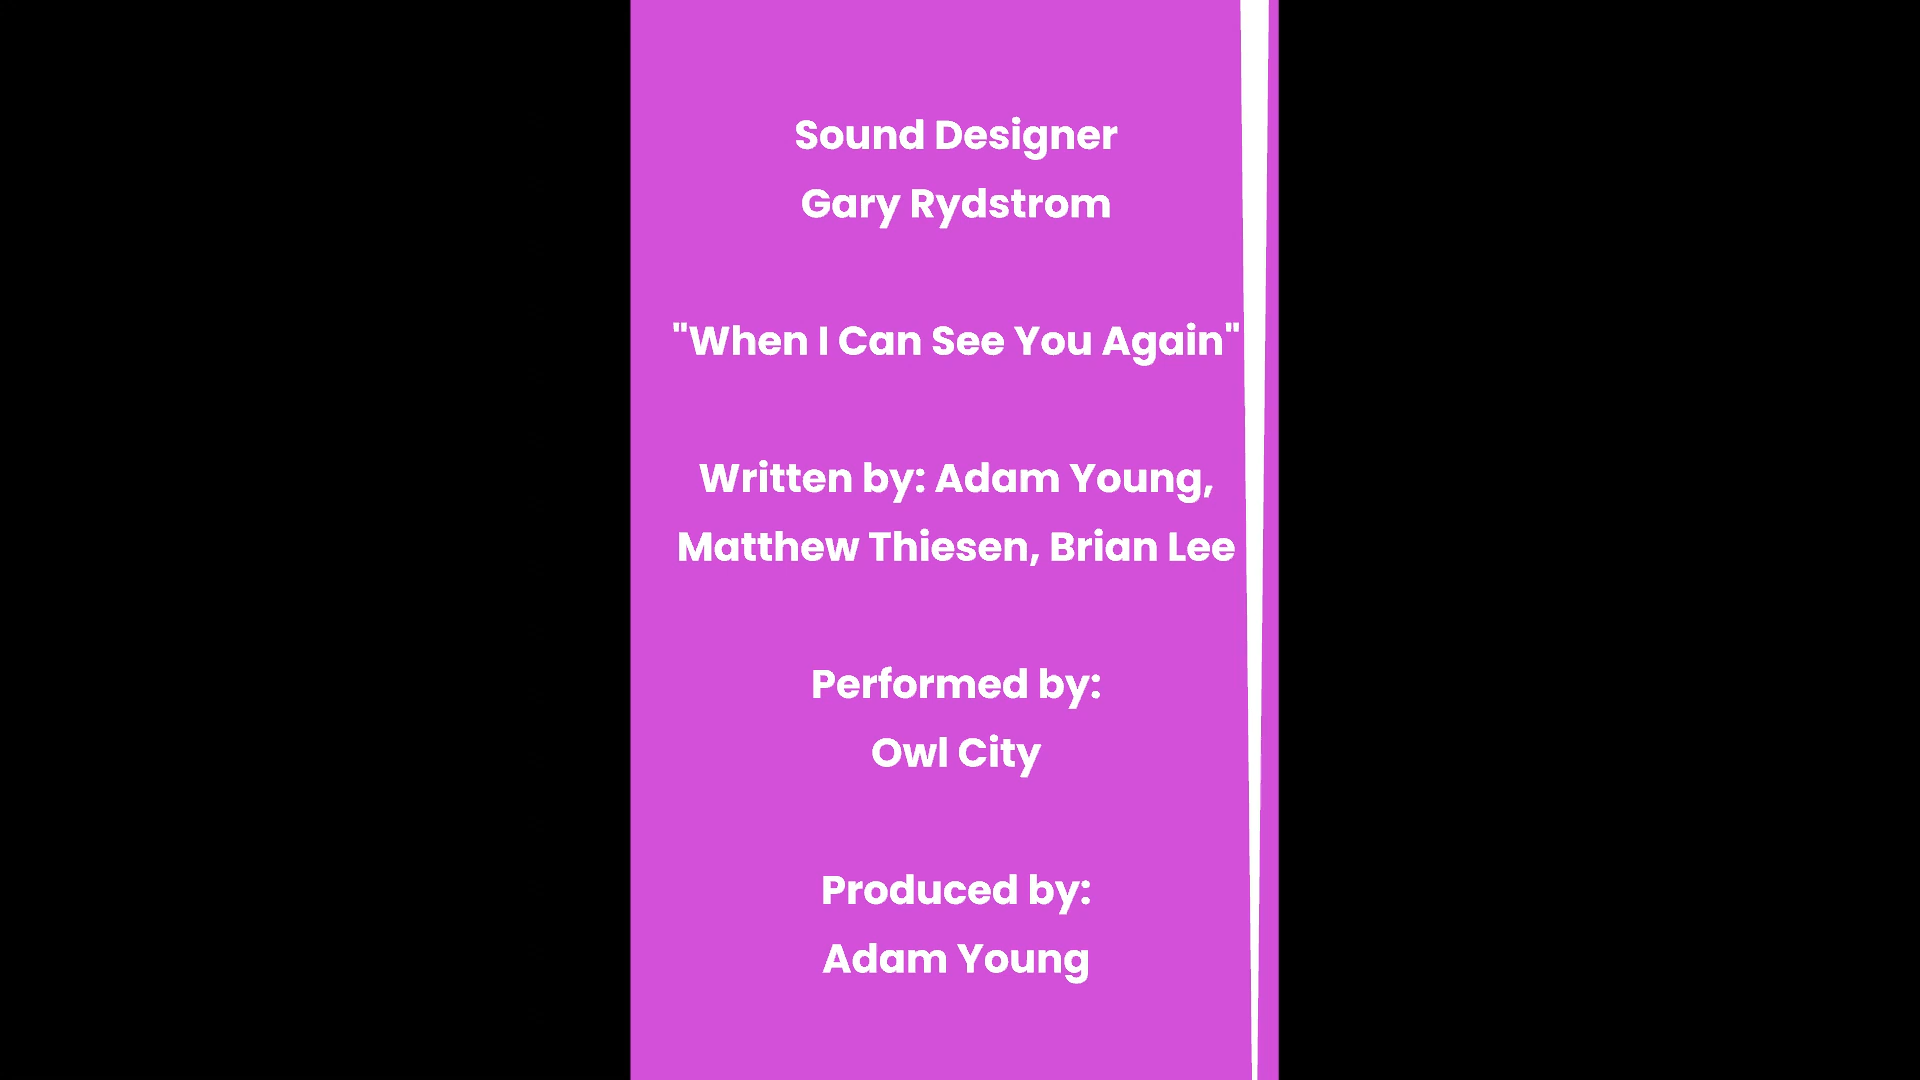 Sound Designer
Gary Rydstrom
"When I Can See You Again"
Written by: Adam Young,
Matthew Thiesen, Brian Lee
Performed by:
Owl City
Produced by:
Adam Young